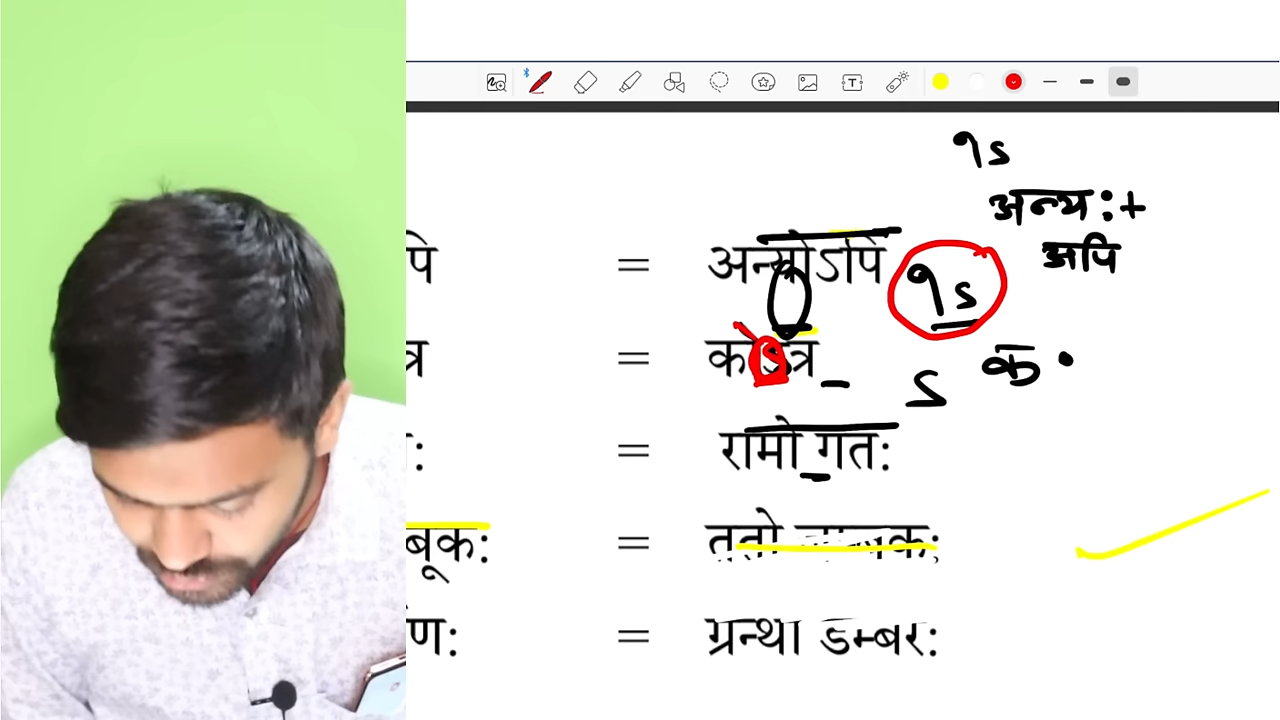 ो ऽ
अन्य : +
अपि
पि = अन्योऽपि ो ऽ
त्र = कोऽत्र
ऽ क •
: = रामो गतः
बूकः = ततो
णः = ग्रन्थो डम्बरः